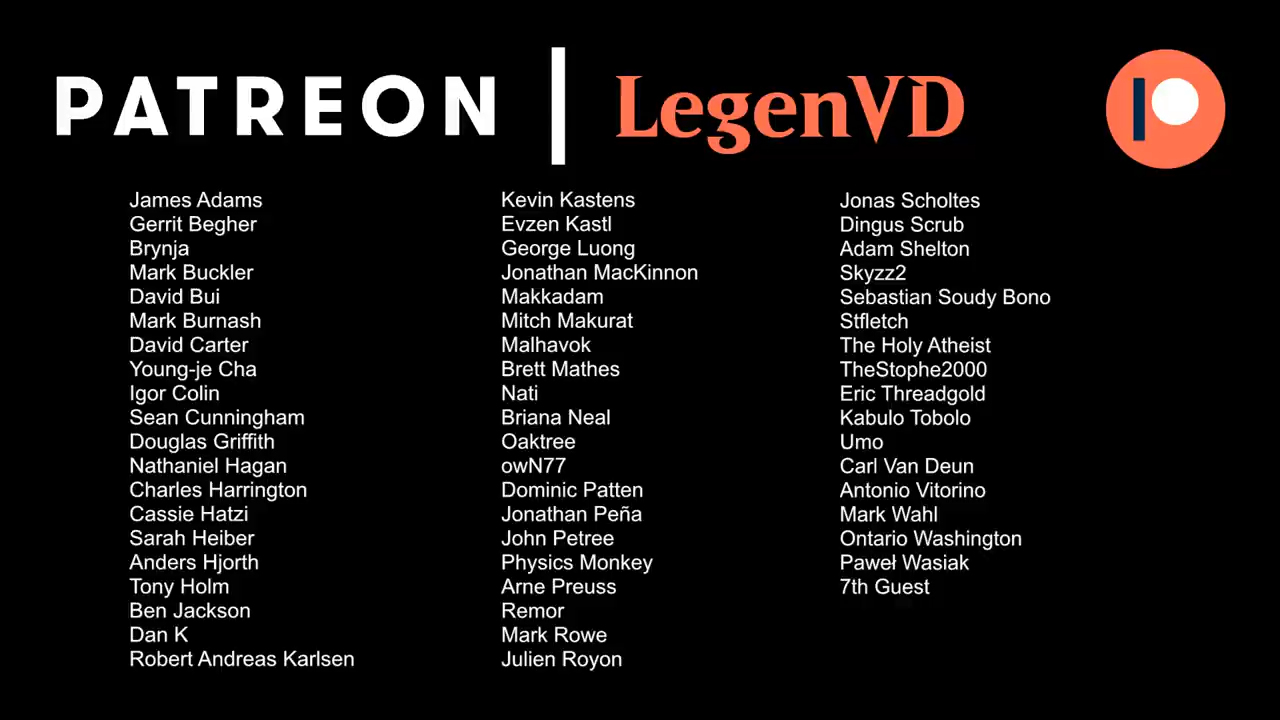 PATREON | LegenVD
James Adams
Gerrit Begher
Brynja
Mark Buckler
David Bui
Mark Burnash
David Carter
Young-je Cha
Igor Colin
Sean Cunningham
Douglas Griffith
Nathaniel Hagan
Charles Harrington
Cassie Hatzi
Sarah Heiber
Anders Hjorth
Tony Holm
Ben Jackson
Dan K
Robert Andreas Karlsen
Kevin Kastens
Evzen Kastl
George Luong
Jonathan MacKinnon
Makkadam
Mitch Makurat
Malhavok
Brett Mathes
Nati
Briana Neal
Oaktree
owN77
Dominic Patten
Jonathan Peña
John Petree
Physics Monkey
Arne Preuss
Remor
Mark Rowe
Julien Royon
Jonas Scholtes
Dingus Scrub
Adam Shelton
Skyzz2
Sebastian Soudy Bono
Stfletch
The Holy Atheist
TheStophe2000
Eric Threadgold
Kabulo Tobolo
Umo
Carl Van Deun
Antonio Vitorino
Mark Wahl
Ontario Washington
Paweł Wasiak
7th Guest